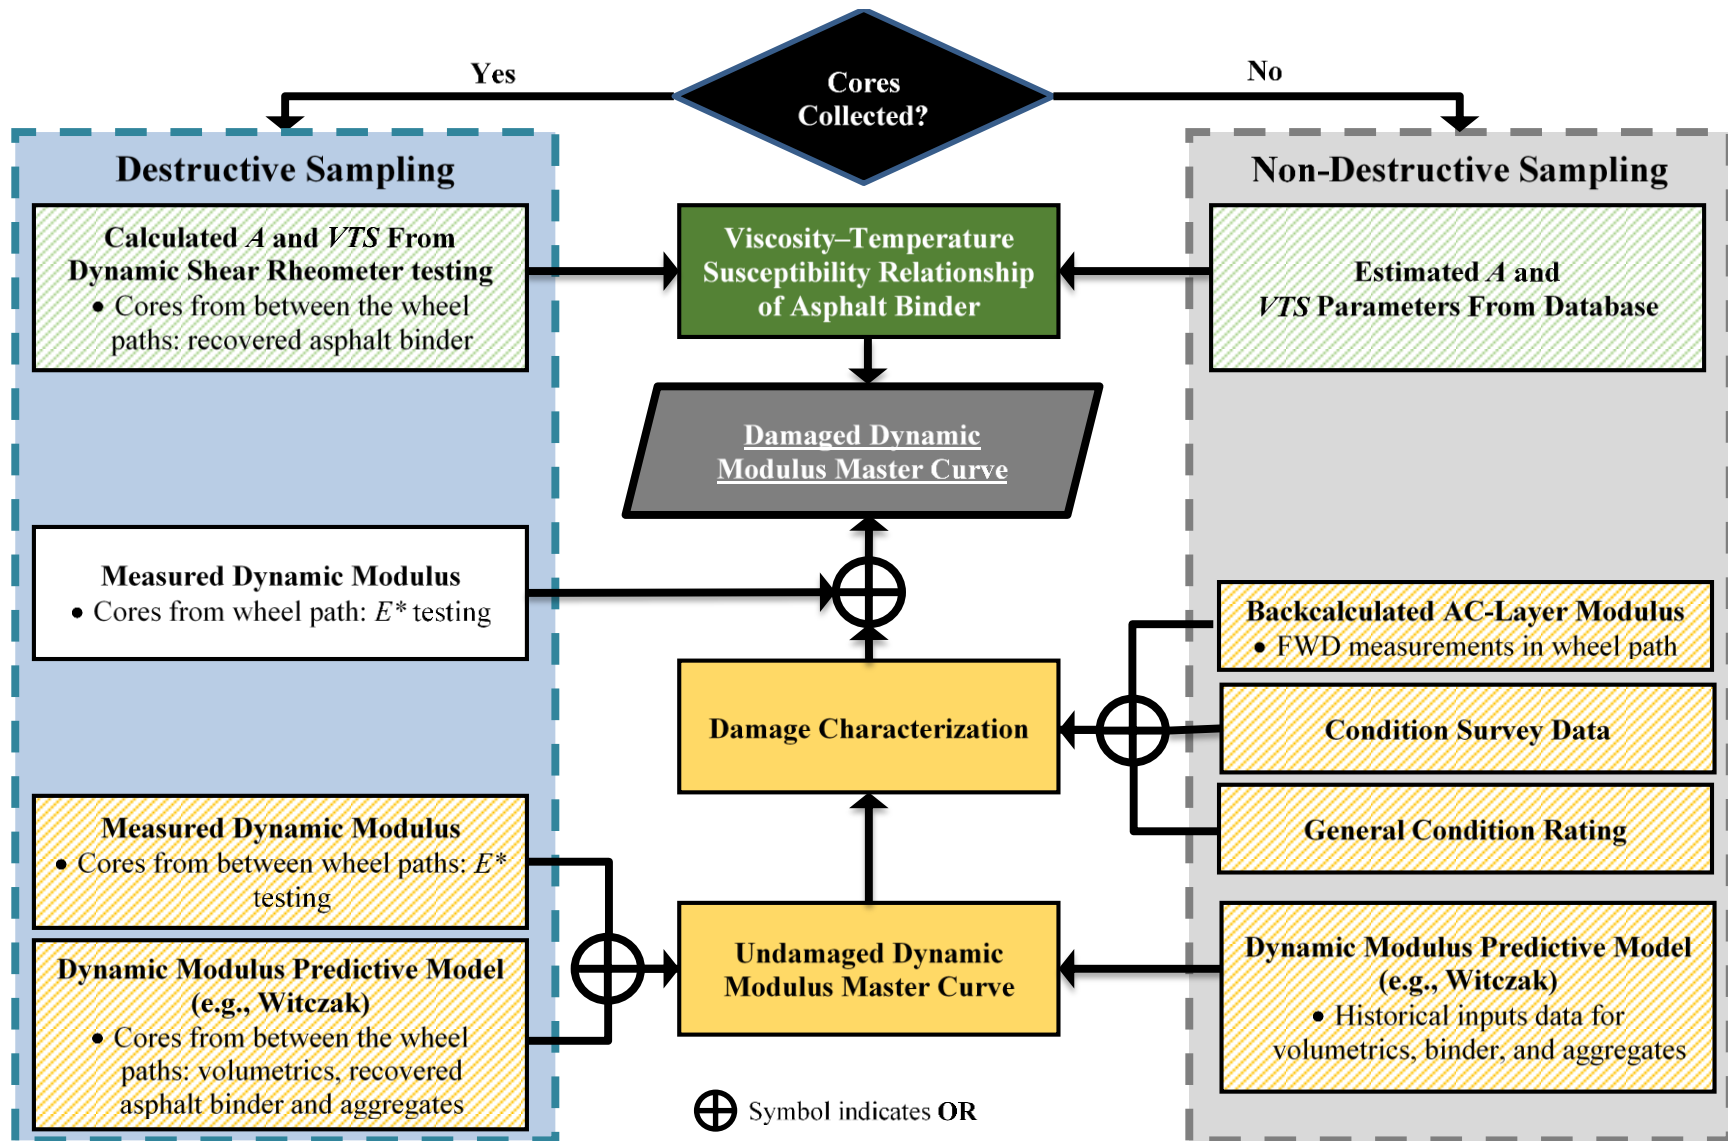 Cores
Collected?
Yes
No
Destructive Sampling
Calculated A and VTS From
Dynamic Shear Rheometer testing
• Cores from between the wheel
paths: recovered asphalt binder
Measured Dynamic Modulus
• Cores from wheel path: E* testing
Measured Dynamic Modulus
• Cores from between wheel paths: E*
testing
Dynamic Modulus Predictive Model
(e.g., Witczak)
• Cores from between the wheel
paths: volumetrics, recovered
asphalt binder and aggregates
Viscosity–Temperature
Susceptibility Relationship
of Asphalt Binder
Damaged Dynamic
Modulus Master Curve
Damage Characterization
Undamaged Dynamic
Modulus Master Curve
Symbol indicates OR
Non-Destructive Sampling
Estimated A and
VTS Parameters From Database
Backcalculated AC-Layer Modulus
• FWD measurements in wheel path
Condition Survey Data
General Condition Rating
Dynamic Modulus Predictive Model
(e.g., Witczak)
• Historical inputs data for
volumetrics, binder, and aggregates